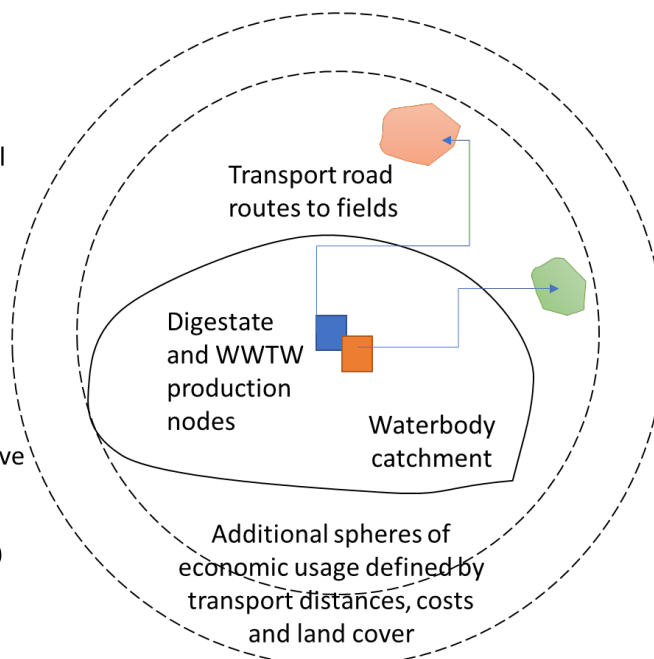 l
Transport road
routes to fields
Digestate
and WWTW
production
nodes
Waterbody
catchment
ve
Additional spheres of
economic usage defined by
)
transport distances, costs
and land cover